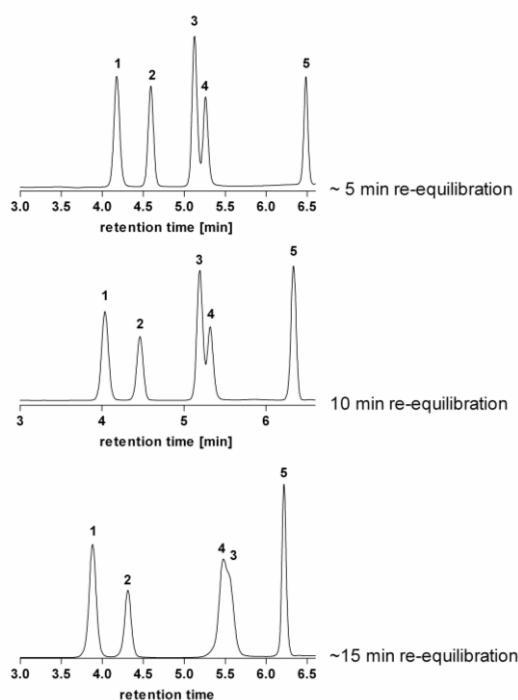 3
1
2
4
5
3.0 3.5 4.0 4.5 5.0 5.5 6.0 6.5
~ 5 min re-equilibration
retention time [min]
3
5
1
4
2
3 4 5 6
10 min re-equilibration
retention time [min]
5
1
4 3
2
3.0 3.5 4.0 4.5 5.0 5.5 6.0 6.5
~15 min re-equilibration
retention time